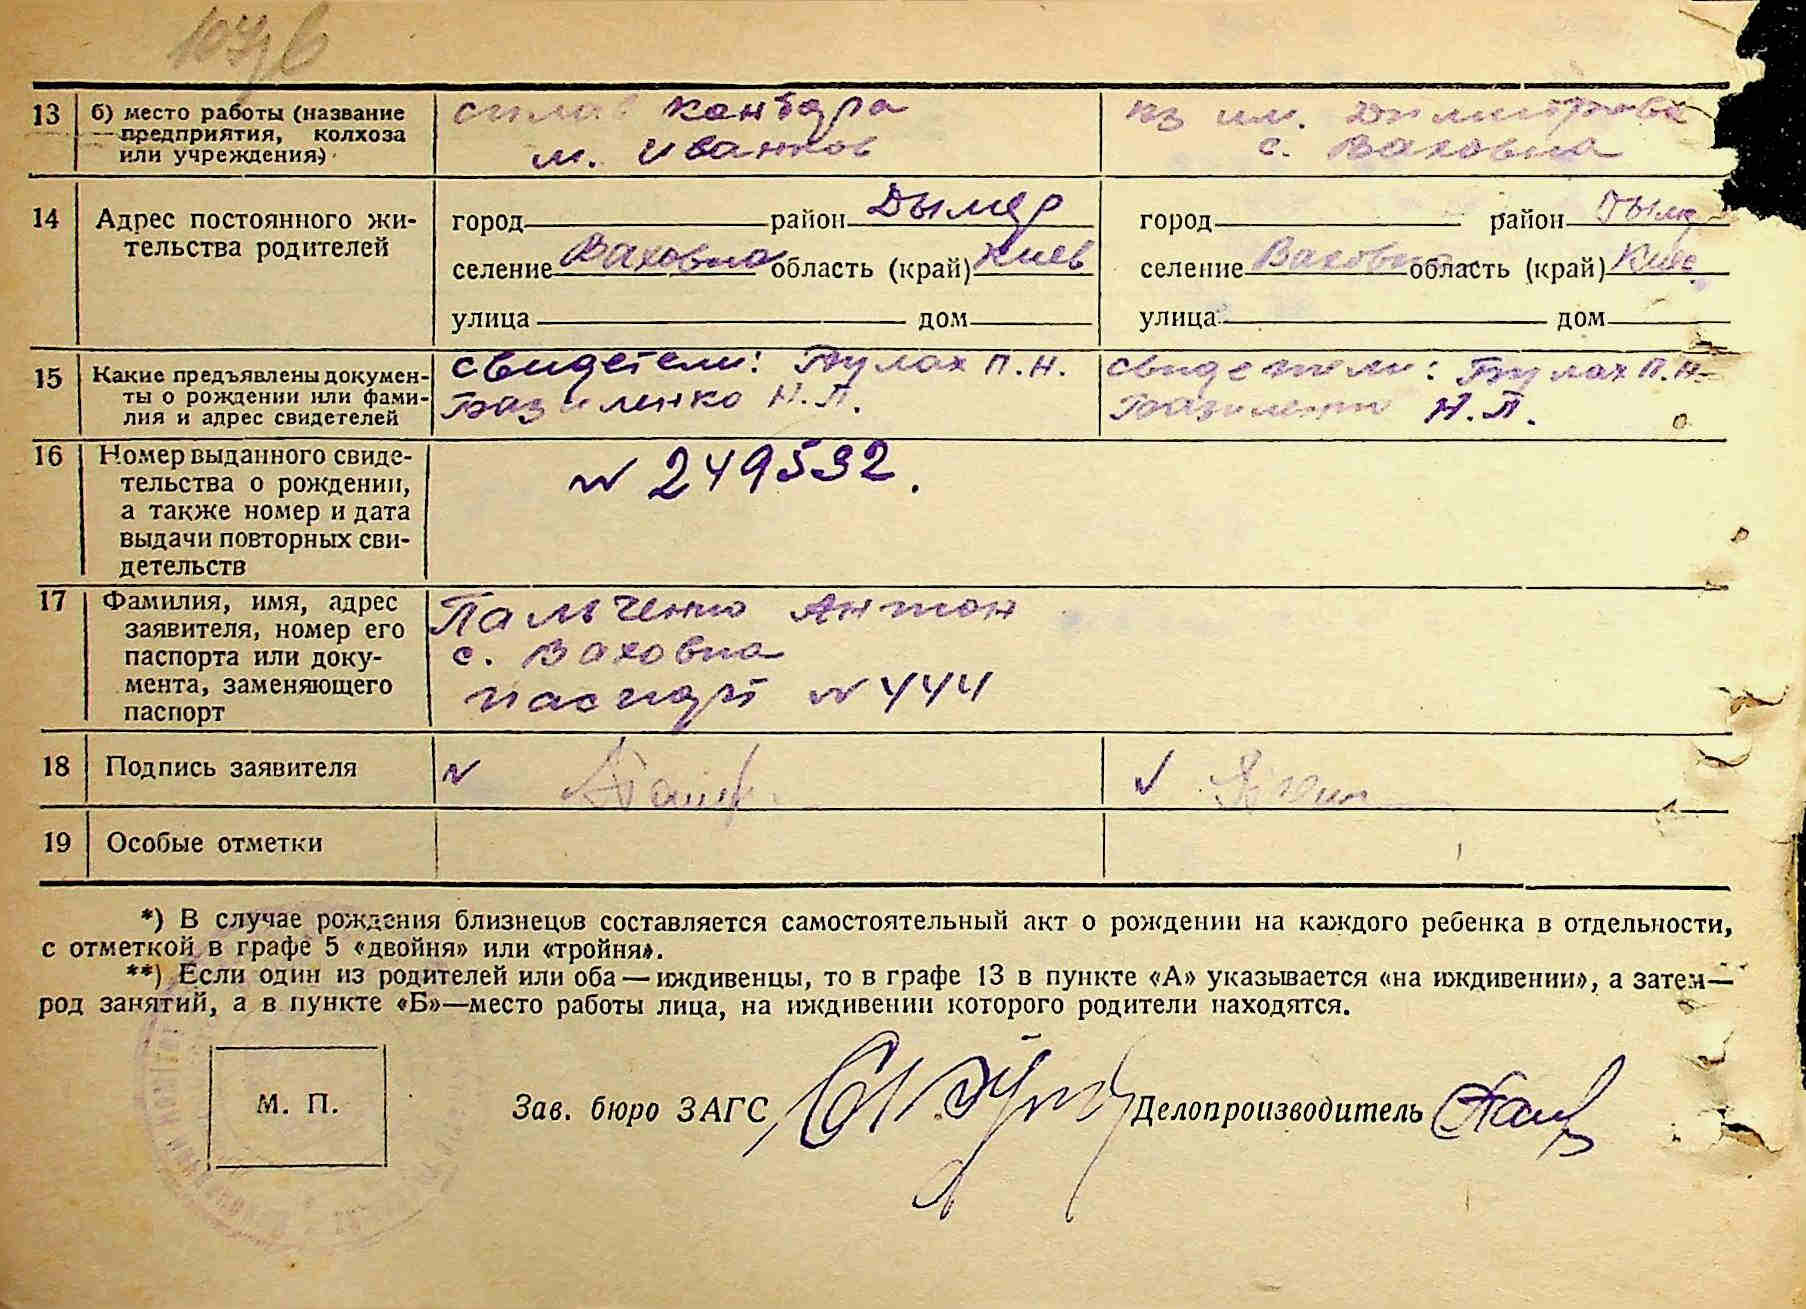 13 б) место работы (название предприятия, колхоза или учреждения)
сплав контора
м. Иванков
кз им. Димитрова
с. Ваховка
14 Адрес постоянного жительства родителей
город район Дымер
селение Ваховка область (край) Киев
улица дом
город район Дымер
селение Ваховка область (край) Киев
улица дом
15 Какие предъявлены документы о рождении или фамилия и адрес свидетелей
свидетели: Булах П.Н.
Базиленко Н.Л.
свидетели: Булах П.Н.
Базиленко Н.Л.
16 Номер выданного свидетельства о рождении, а также номер и дата выдачи повторных свидетельств
N 249532.
17 Фамилия, имя, адрес заявителя, номер его паспорта или документа, заменяющего паспорт
Пальченко Антон
с. Ваховка
паспорт N 444
18 Подпись заявителя
19 Особые отметки
*) В случае рождения близнецов составляется самостоятельный акт о рождении на каждого ребенка в отдельности,
с отметкой в графе 5 «двойня» или «тройня».
**) Если один из родителей или оба — иждивенцы, то в графе 13 в пункте «А» указывается «на иждивении», а затем—
род занятий, а в пункте «Б»—место работы лица, на иждивении которого родители находятся.
М. П.
Зав. бюро ЗАГС Делопроизводитель